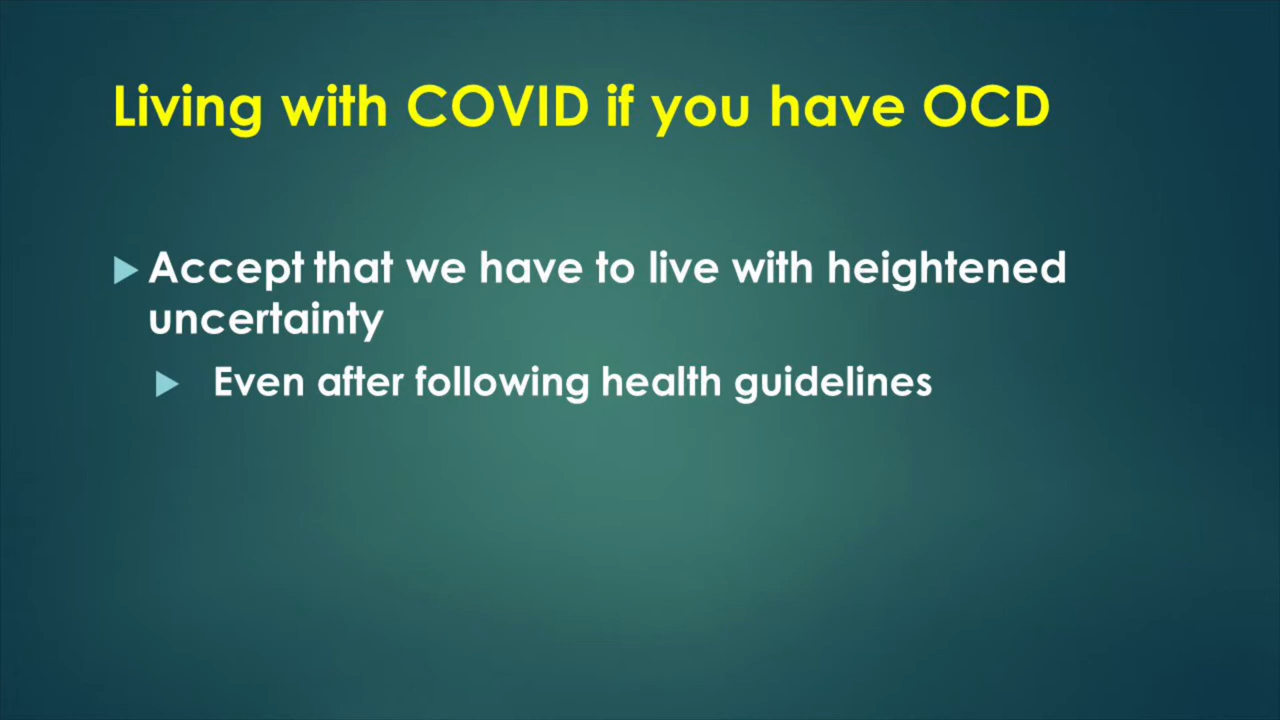 Living with COVID if you have OCD
Accept that we have to live with heightened
uncertainty
Even after following health guidelines